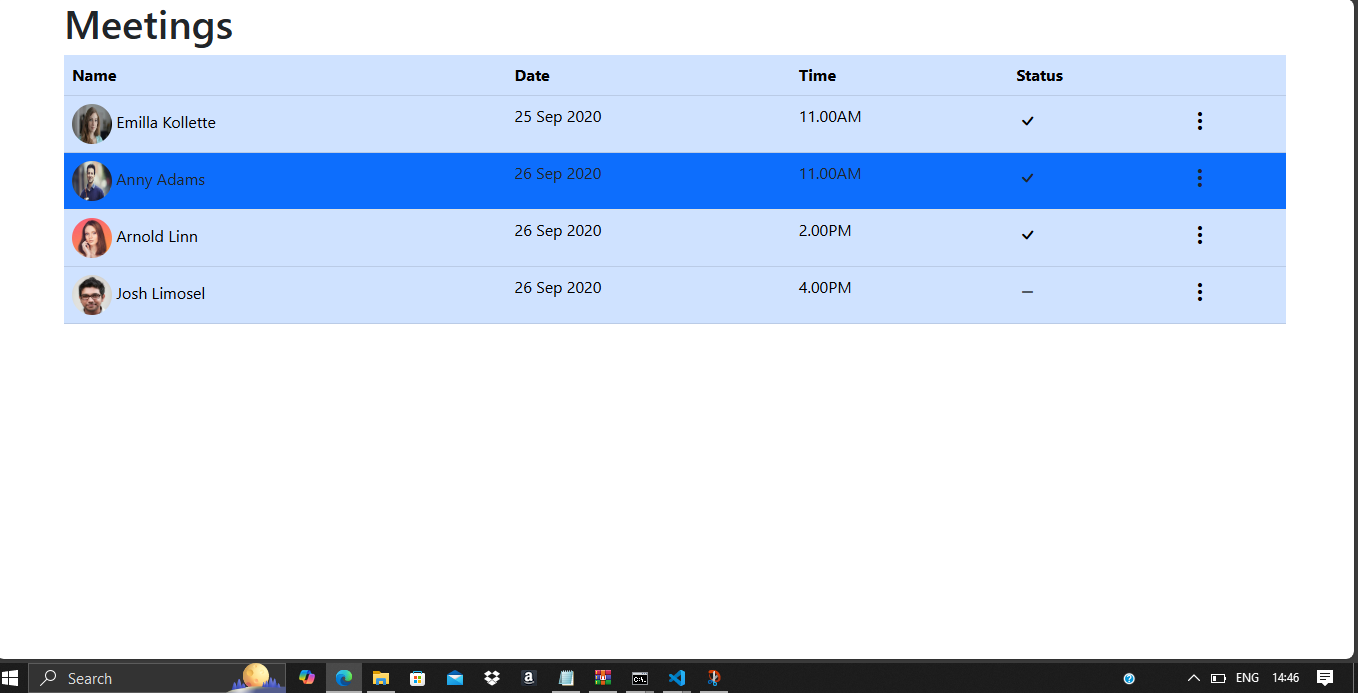 Meetings
Name Date Time Status
Emilla Kollette 25 Sep 2020 11.00AM
Anny Adams 26 Sep 2020 11.00AM
Arnold Linn 26 Sep 2020 2.00PM
Josh Limosel 26 Sep 2020 4.00PM
Search ENG 14:46